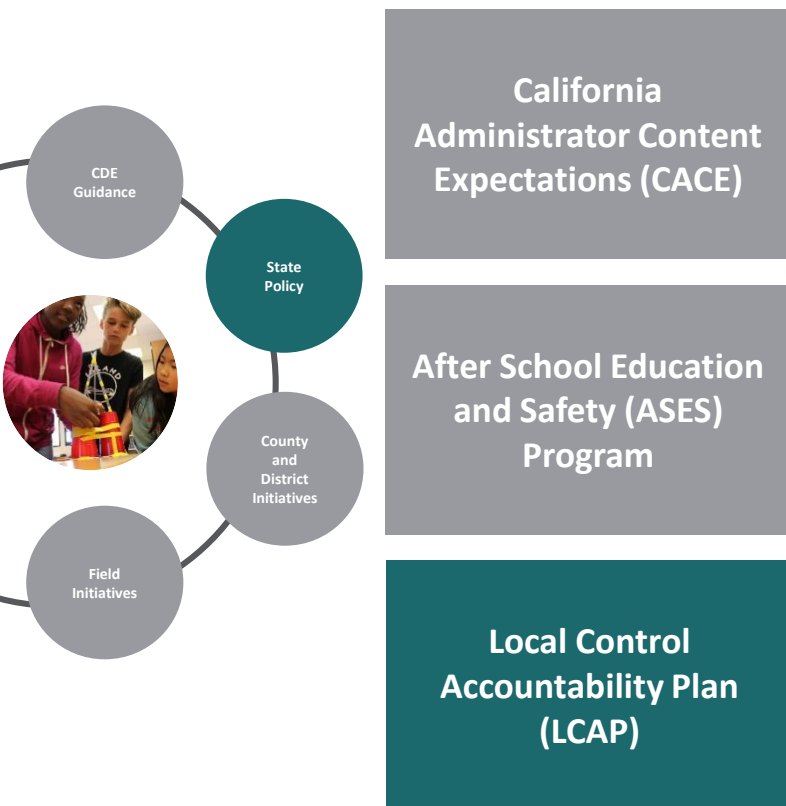 CDE
Guidance
State
Policy
County
and
District
Initiatives
Field
Initiatives
California
Administrator Content
Expectations (CACE)
After School Education
and Safety (ASES)
Program
Local Control
Accountability Plan
(LCAP)